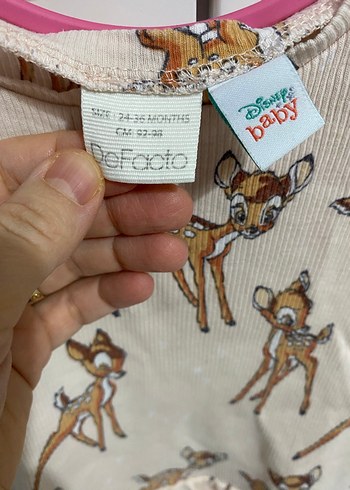 SIZE: 24-36 MONTHS
CM: 92-98
DeFacto
Disney
baby